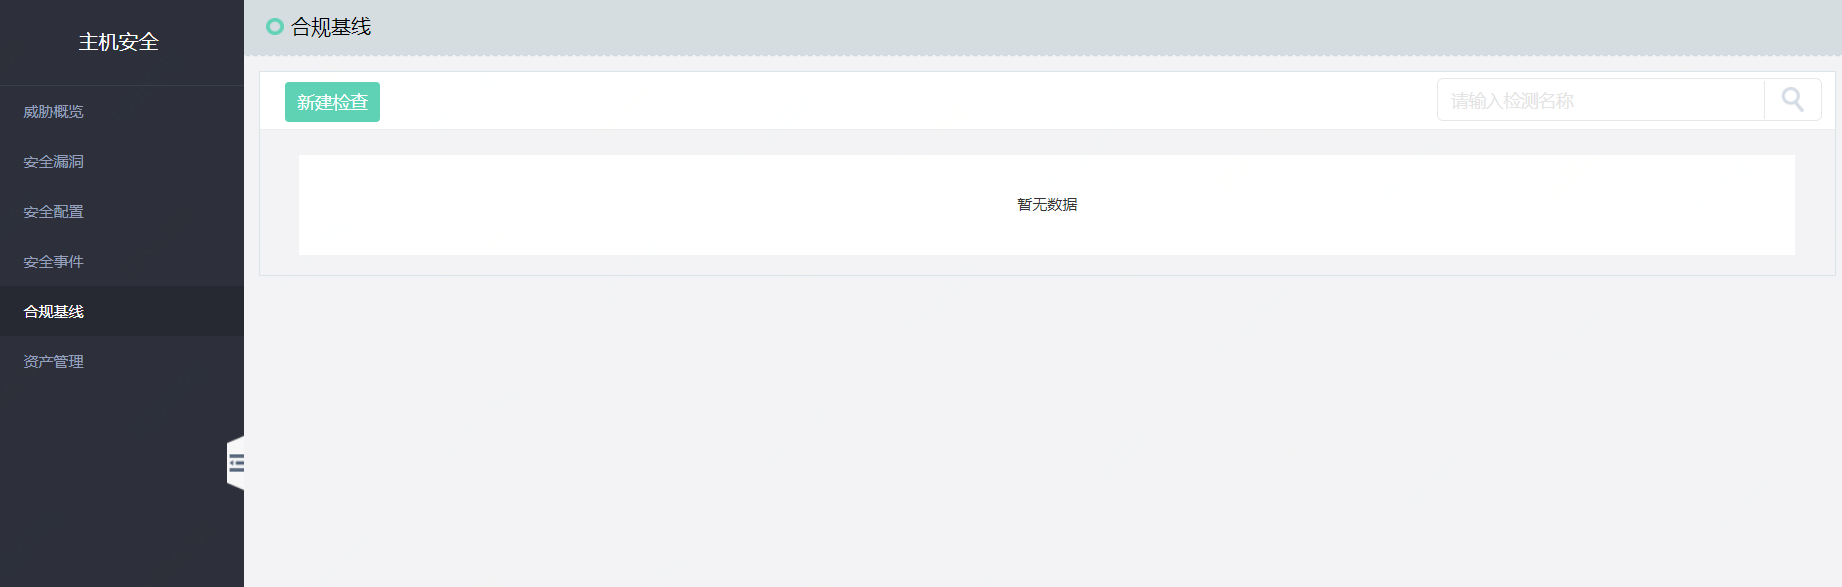 主机安全
威胁概览
安全漏洞
安全配置
安全事件
合规基线
资产管理
合规基线
新建检查
请输入检测名称
暂无数据